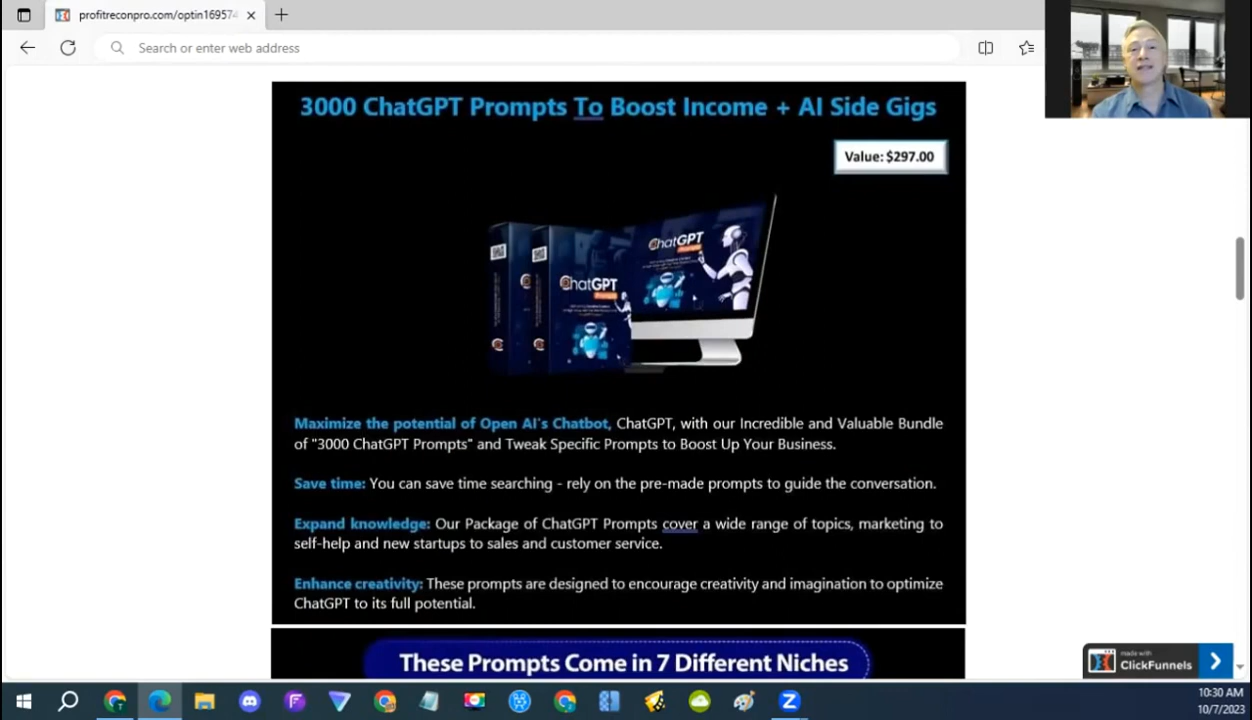 profitreconpro.com/optin169574
Search or enter web address
3000 ChatGPT Prompts To Boost Income + AI Side Gigs
Value: $297.00
ChatGPT
Prompts
ChatGPT
Prompts
Maximize the potential of Open AI's Chatbot, ChatGPT, with our Incredible and Valuable Bundle
of "3000 ChatGPT Prompts" and Tweak Specific Prompts to Boost Up Your Business.
Save time: You can save time searching - rely on the pre-made prompts to guide the conversation.
Expand knowledge: Our Package of ChatGPT Prompts cover a wide range of topics, marketing to
self-help and new startups to sales and customer service.
Enhance creativity: These prompts are designed to encourage creativity and imagination to optimize
ChatGPT to its full potential.
These Prompts Come in 7 Different Niches
made with
ClickFunnels
10:30 AM
10/7/2023